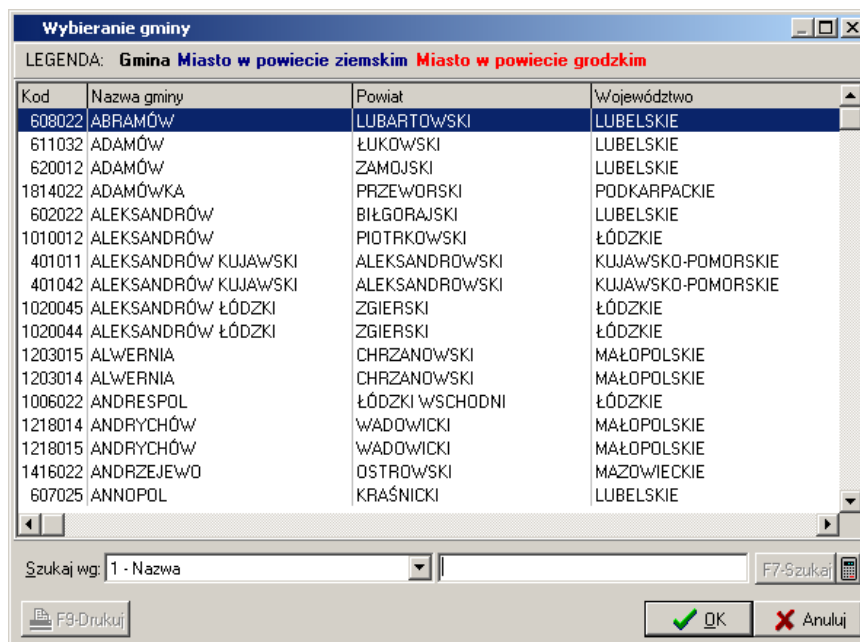 Wybieranie gminy
LEGENDA: Gmina Miasto w powiecie ziemskim Miasto w powiecie grodzkim
Kod Nazwa gminy Powiat Województwo
608022 ABRAMÓW LUBARTOWSKI LUBELSKIE
611032 ADAMÓW ŁUKOWSKI LUBELSKIE
620012 ADAMÓW ZAMOJSKI LUBELSKIE
1814022 ADAMÓWKA PRZEWORSKI PODKARPACKIE
602022 ALEKSANDRÓW BIŁGORAJSKI LUBELSKIE
1010012 ALEKSANDRÓW PIOTRKOWSKI ŁÓDZKIE
401011 ALEKSANDRÓW KUJAWSKI ALEKSANDROWSKI KUJAWSKO-POMORSKIE
401042 ALEKSANDRÓW KUJAWSKI ALEKSANDROWSKI KUJAWSKO-POMORSKIE
1020045 ALEKSANDRÓW ŁÓDZKI ZGIERSKI ŁÓDZKIE
1020044 ALEKSANDRÓW ŁÓDZKI ZGIERSKI ŁÓDZKIE
1203015 ALWERNIA CHRZANOWSKI MAŁOPOLSKIE
1203014 ALWERNIA CHRZANOWSKI MAŁOPOLSKIE
1006022 ANDRESPOL ŁÓDZKI WSCHODNI ŁÓDZKIE
1218014 ANDRYCHÓW WADOWICKI MAŁOPOLSKIE
1218015 ANDRYCHÓW WADOWICKI MAŁOPOLSKIE
1416022 ANDRZEJEWO OSTROWSKI MAZOWIECKIE
607025 ANNOPOL KRAŚNICKI LUBELSKIE
Szukaj wg: 1 - Nazwa F7-Szukaj
F9-Drukuj OK Anuluj